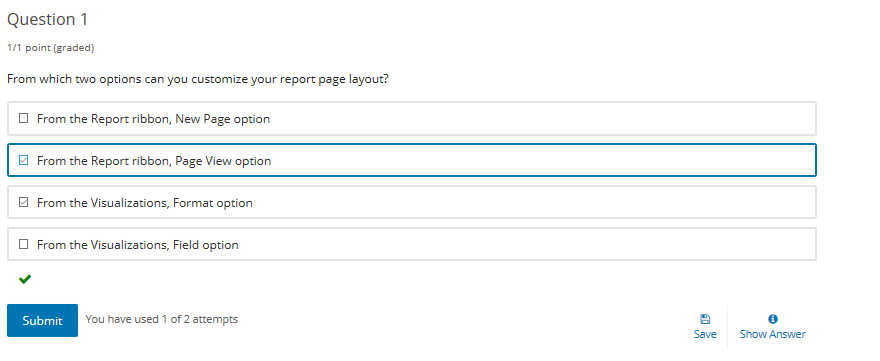 Question 1
1/1 point (graded)
From which two options can you customize your report page layout?
From the Report ribbon, New Page option
From the Report ribbon, Page View option
From the Visualizations, Format option
From the Visualizations, Field option
Submit
You have used 1 of 2 attempts
Save
Show Answer